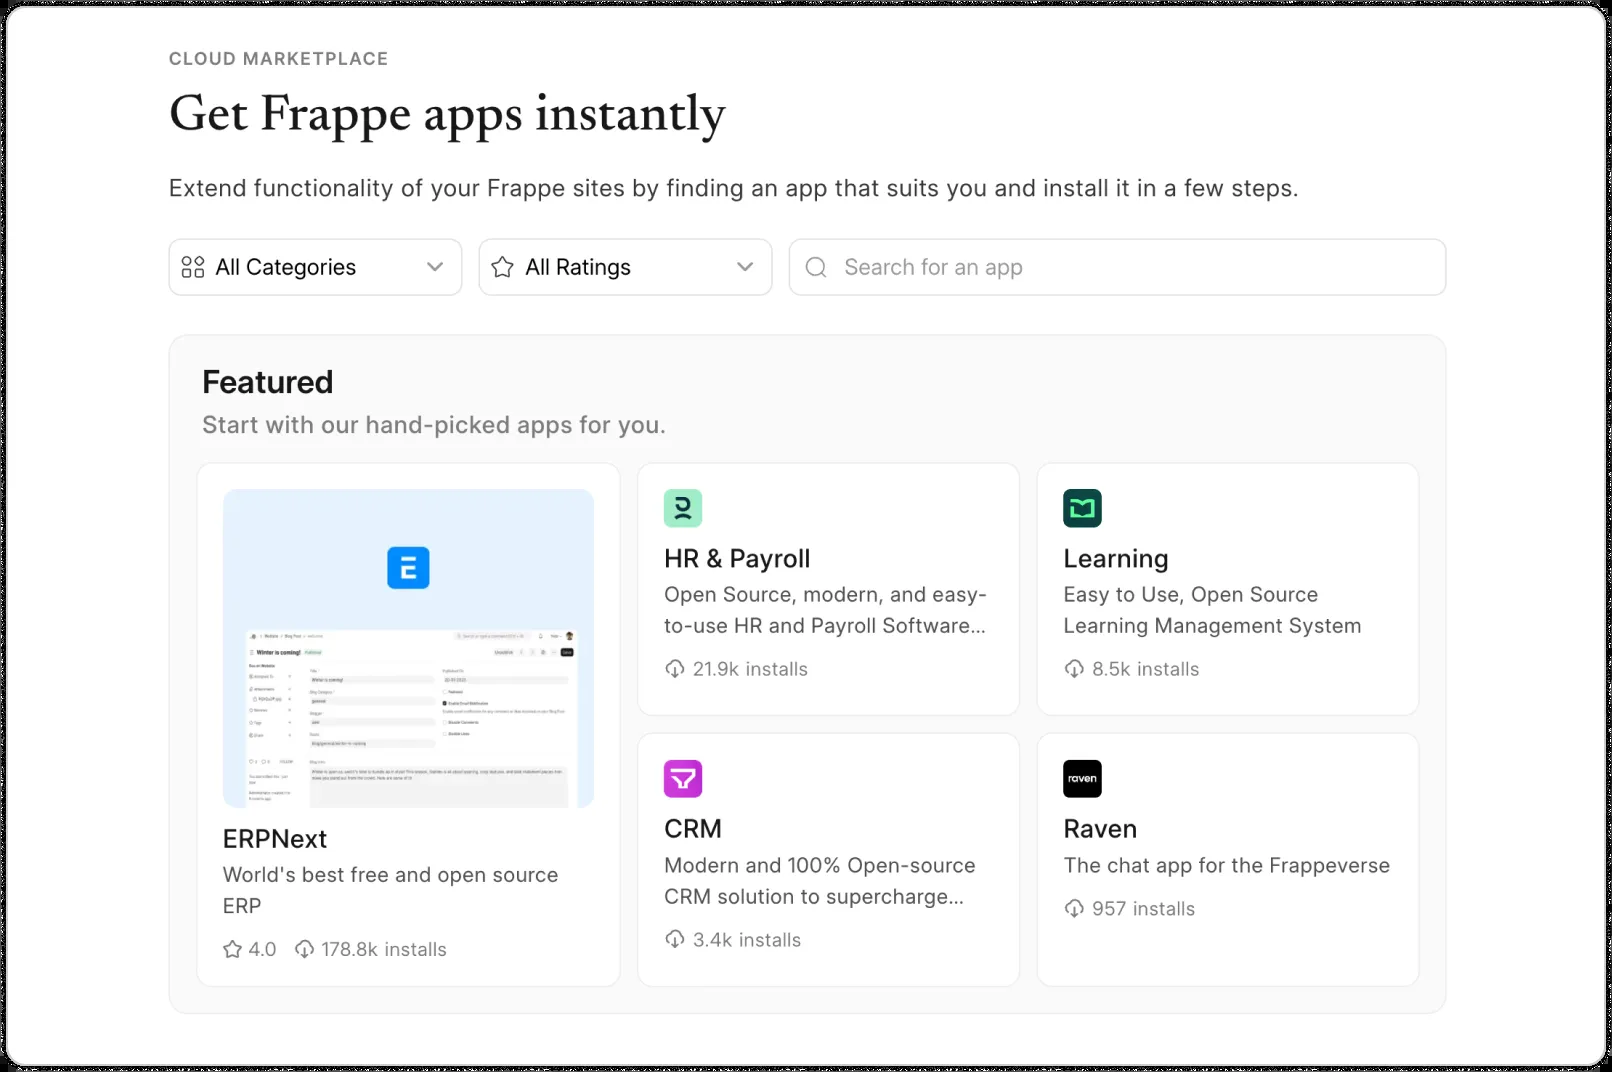 CLOUD MARKETPLACE
Get Frappe apps instantly
Extend functionality of your Frappe sites by finding an app that suits you and install it in a few steps.
All Categories
All Ratings
Search for an app
Featured
Start with our hand-picked apps for you.
E
Winter is coming!
ERPNext
World's best free and open source
ERP
4.0
178.8k installs
HR & Payroll
Open Source, modern, and easy-
to-use HR and Payroll Software...
21.9k installs
Learning
Easy to Use, Open Source
Learning Management System
8.5k installs
CRM
Modern and 100% Open-source
CRM solution to supercharge...
3.4k installs
raven
Raven
The chat app for the Frappeverse
957 installs